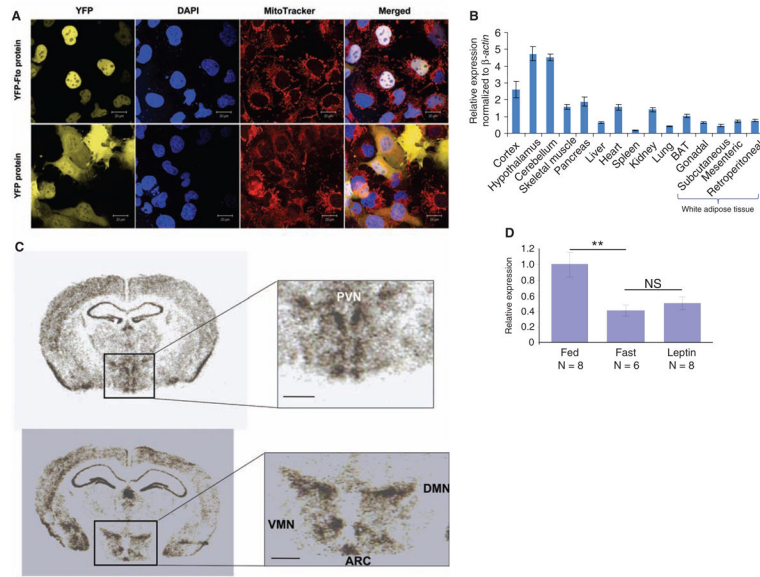 A
YFP
DAPI
MitoTracker
Merged
YFP-Fto protein
YFP protein
B
Relative expression
normalized to β-actin
6
5
4
3
2
1
0
Cortex
Hypothalamus
Cerebellum
Skeletal muscle
Pancreas
Liver
Heart
Spleen
Kidney
Lung
BAT
Gonadal
Subcutaneous
Mesenteric
Retroperitoneal
White adipose tissue
C
PVN
DMN
VMN
ARC
D
Relative expression
1.2
1.0
0.8
0.6
0.4
0.2
0
**
NS
Fed
Fast
Leptin
N = 8
N = 6
N = 8